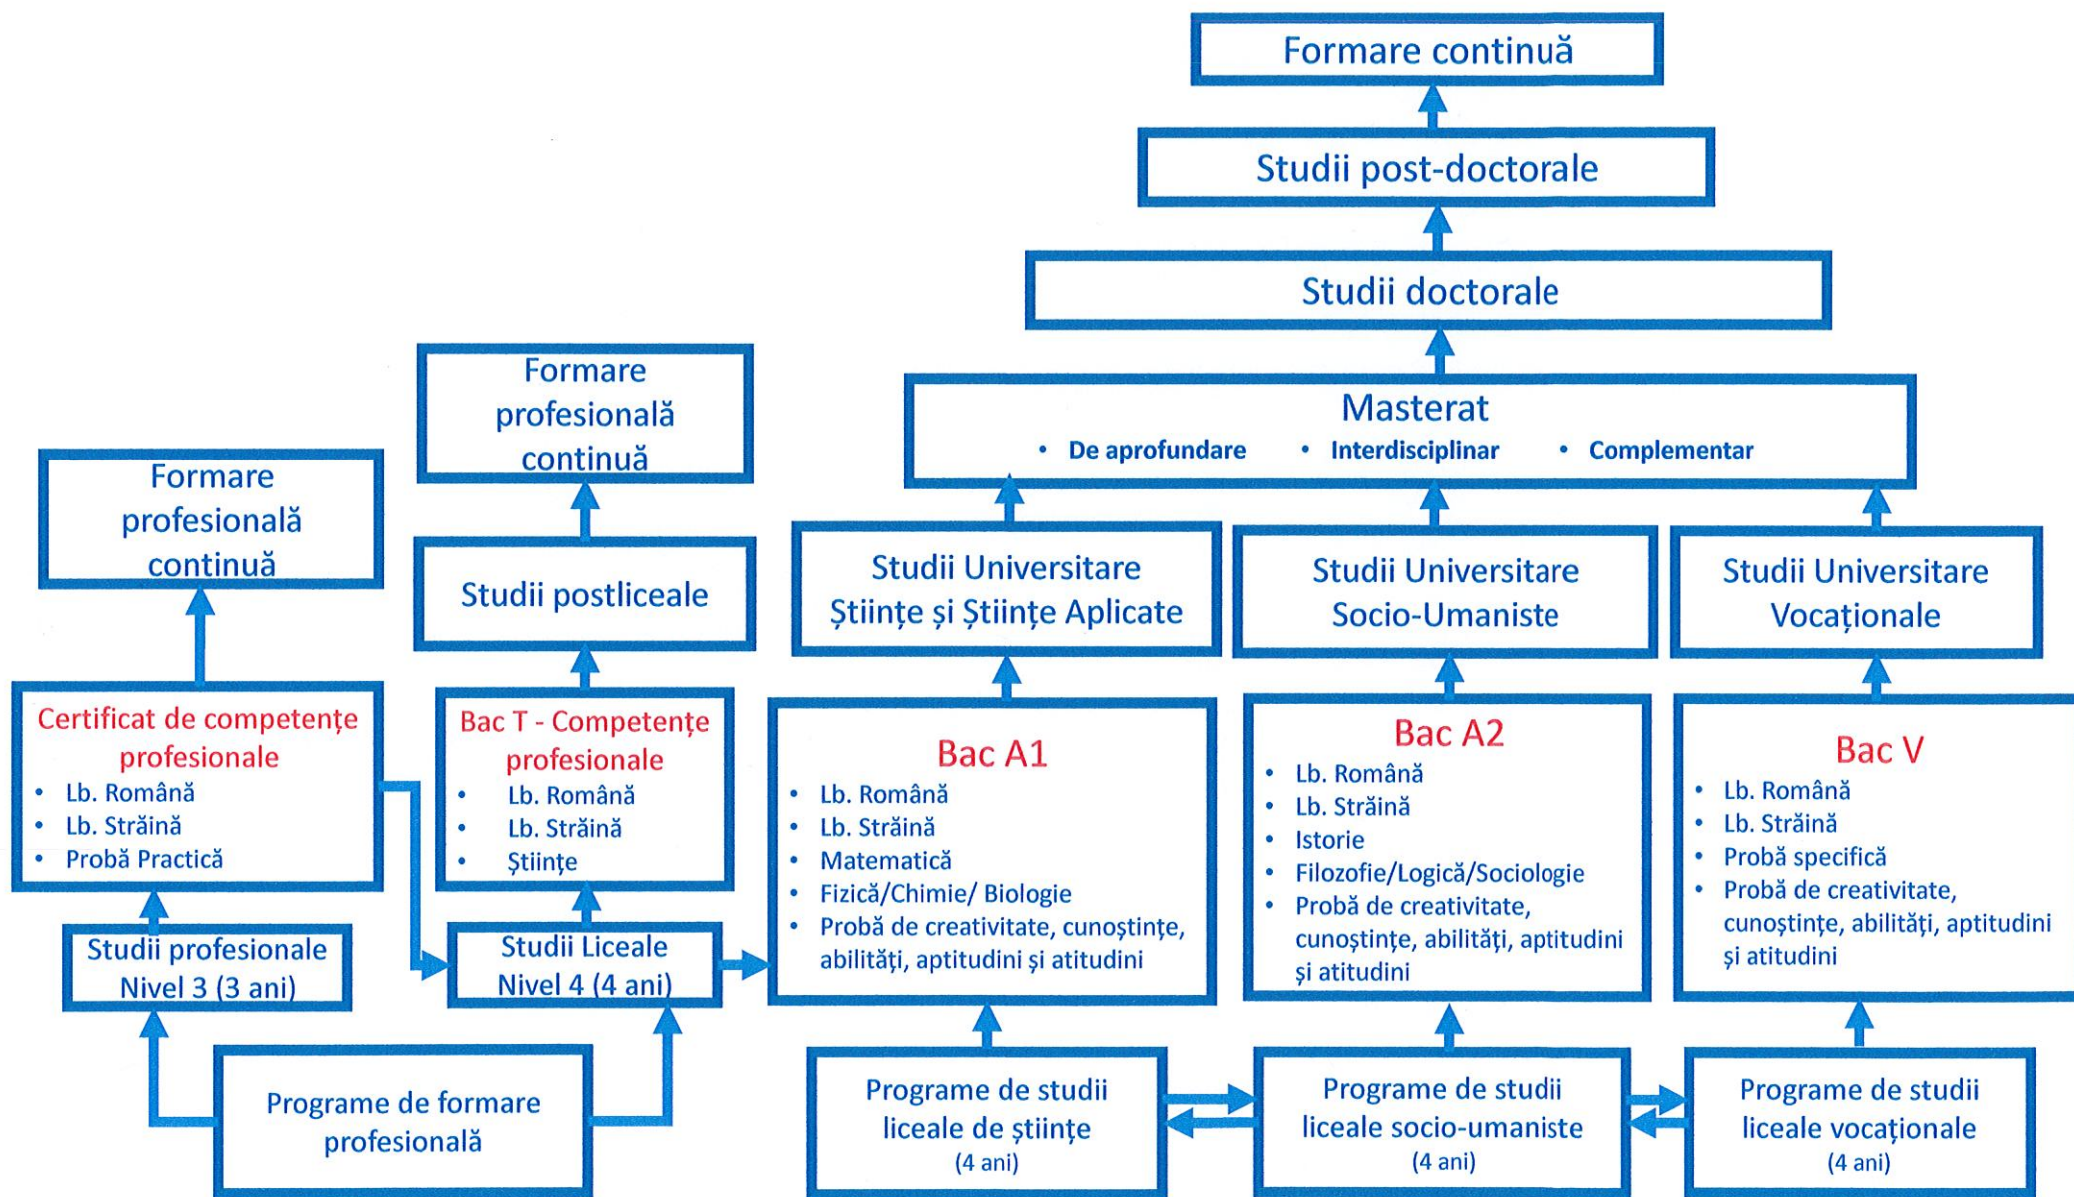 Formare continuă
Studii post-doctorale
Studii doctorale
Masterat
• De aprofundare • Interdisciplinar • Complementar
Formare
profesională
continuă
Formare
profesională
continuă
Studii postliceale
Studii Universitare
Științe și Științe Aplicate
Studii Universitare
Socio-Umaniste
Studii Universitare
Vocaționale
Certificat de competențe
profesionale
• Lb. Română
• Lb. Străină
• Probă Practică
Bac T - Competențe
profesionale
• Lb. Română
• Lb. Străină
• Științe
Bac A1
• Lb. Română
• Lb. Străină
• Matematică
• Fizică/Chimie/ Biologie
• Probă de creativitate, cunoștințe,
abilități, aptitudini și atitudini
Bac A2
• Lb. Română
• Lb. Străină
• Istorie
• Filozofie/Logică/Sociologie
• Probă de creativitate,
cunoștințe, abilități, aptitudini
și atitudini
Bac V
• Lb. Română
• Lb. Străină
• Probă specifică
• Probă de creativitate,
cunoștințe, abilități, aptitudini
și atitudini
Studii profesionale
Nivel 3 (3 ani)
Studii Liceale
Nivel 4 (4 ani)
Programe de formare
profesională
Programe de studii
liceale de științe
(4 ani)
Programe de studii
liceale socio-umaniste
(4 ani)
Programe de studii
liceale vocaționale
(4 ani)